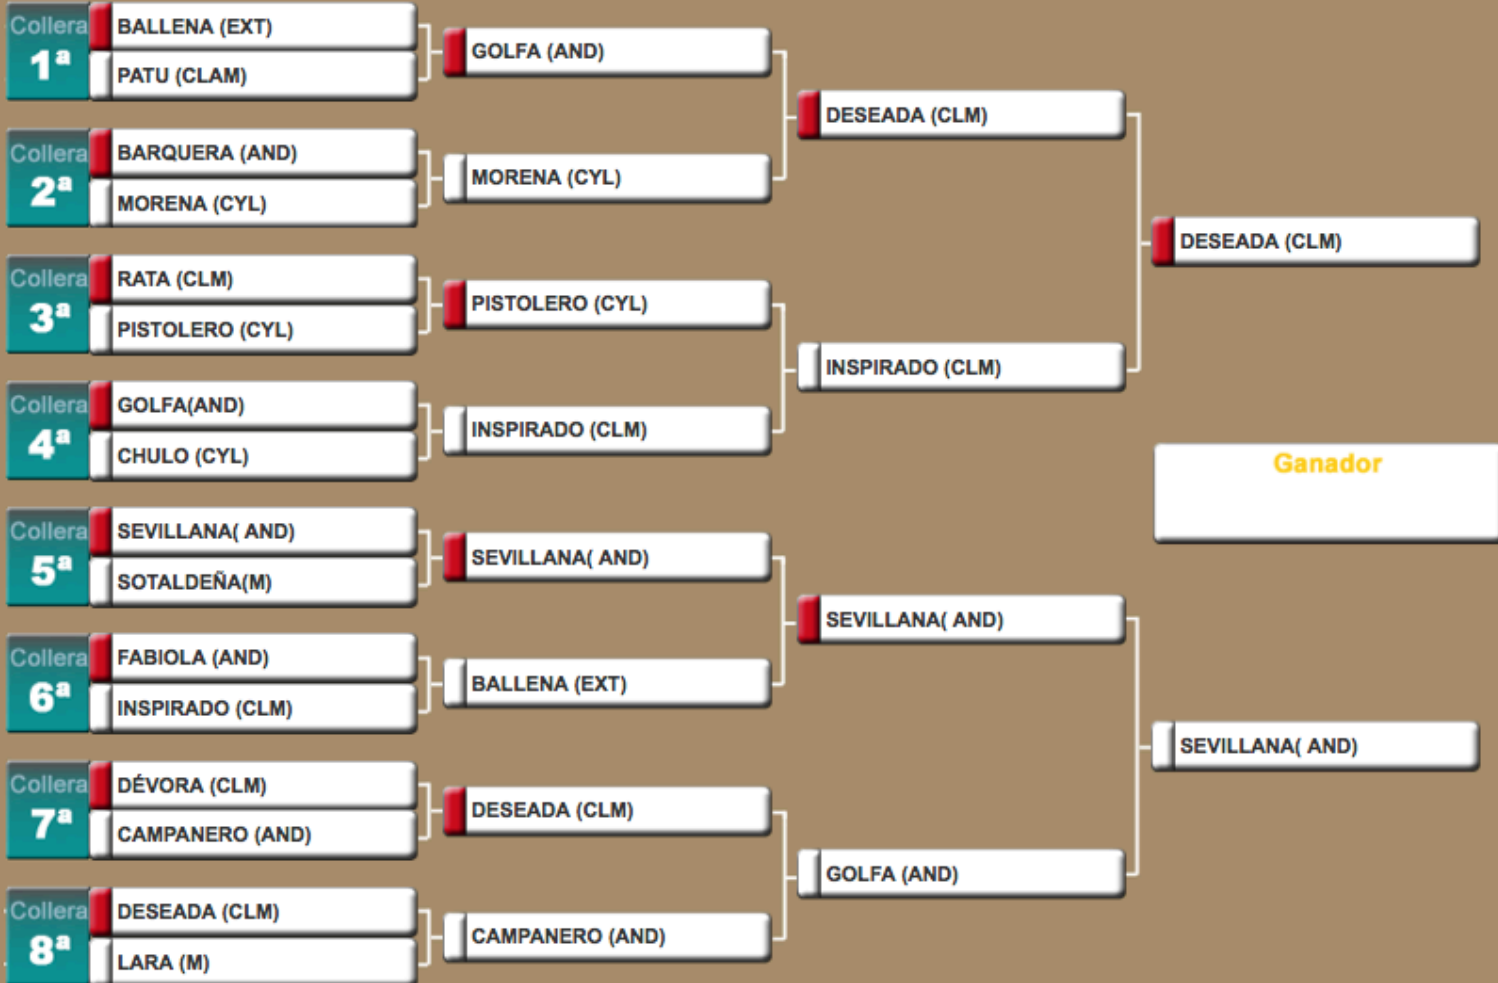 Collera
1ª
BALLENA (EXT)
PATU (CLAM)
Collera
2ª
BARQUERA (AND)
MORENA (CYL)
Collera
3ª
RATA (CLM)
PISTOLERO (CYL)
Collera
4ª
GOLFA(AND)
CHULO (CYL)
Collera
5ª
SEVILLANA( AND)
SOTALDEÑA(M)
Collera
6ª
FABIOLA (AND)
INSPIRADO (CLM)
Collera
7ª
DÉVORA (CLM)
CAMPANERO (AND)
Collera
8ª
DESEADA (CLM)
LARA (M)
GOLFA (AND)
MORENA (CYL)
PISTOLERO (CYL)
INSPIRADO (CLM)
SEVILLANA( AND)
BALLENA (EXT)
DESEADA (CLM)
CAMPANERO (AND)
DESEADA (CLM)
INSPIRADO (CLM)
SEVILLANA( AND)
GOLFA (AND)
DESEADA (CLM)
Ganador
SEVILLANA( AND)